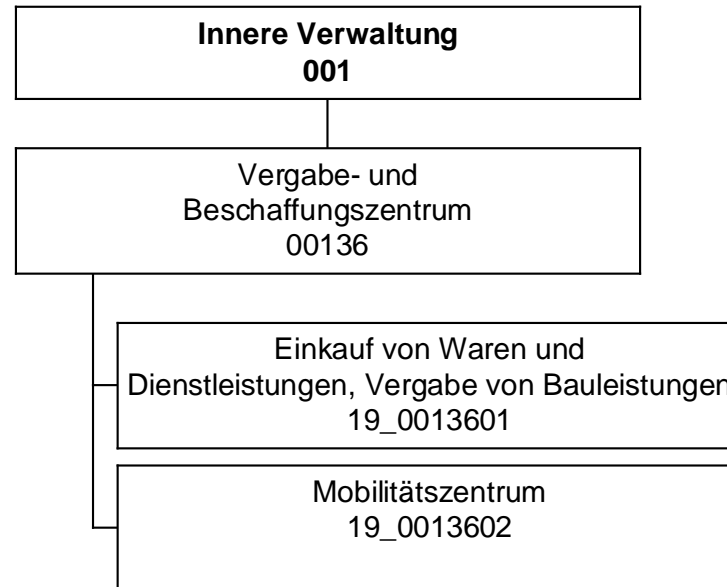 Innere Verwaltung
001
Vergabe- und
Beschaffungszentrum
00136
Einkauf von Waren und
Dienstleistungen, Vergabe von Bauleistungen
19_0013601
Mobilitätszentrum
19_0013602